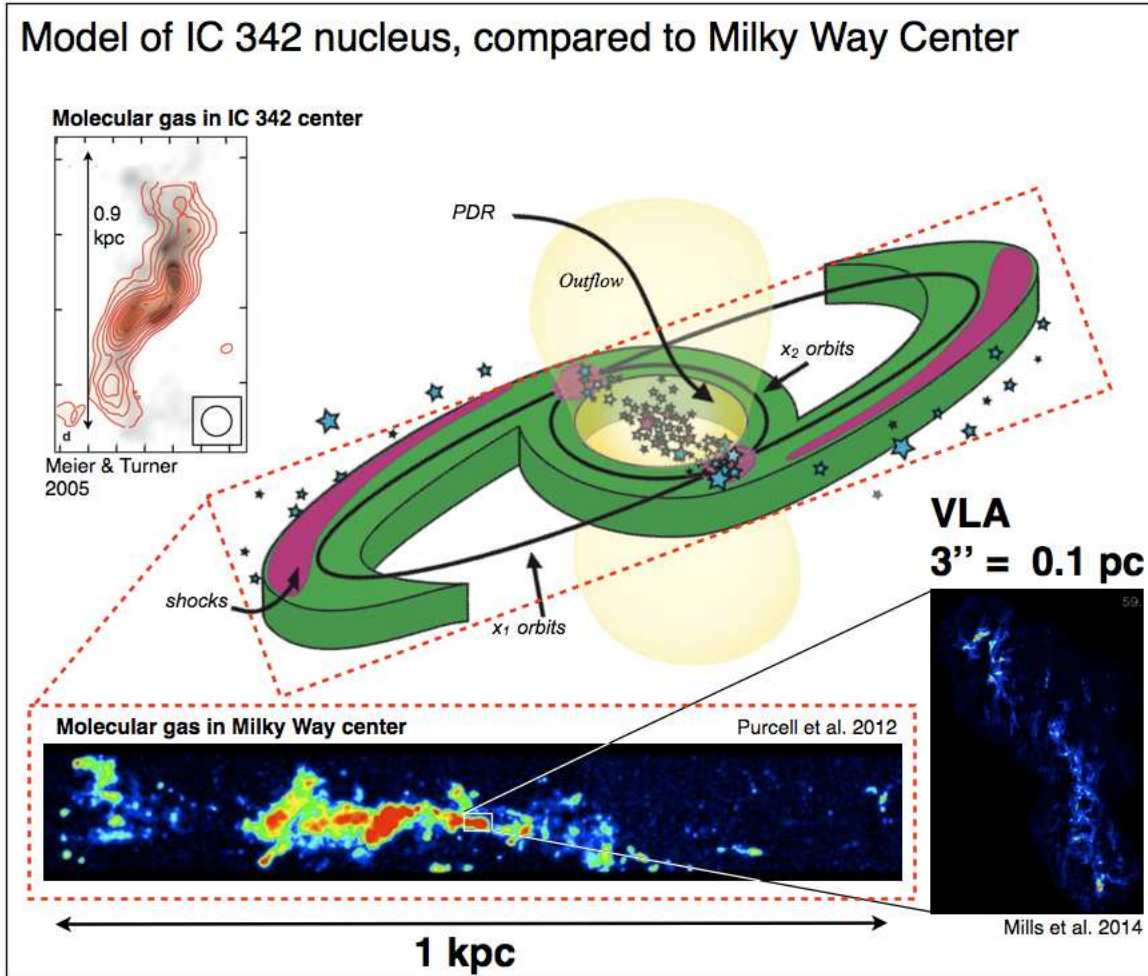 Model of IC 342 nucleus, compared to Milky Way Center
Molecular gas in IC 342 center
0.9
kpc
d
Meier & Turner
2005
PDR
Outflow
x2 orbits
shocks
x1 orbits
VLA
3’’ = 0.1 pc
59.
Molecular gas in Milky Way center
Purcell et al. 2012
1 kpc
Mills et al. 2014